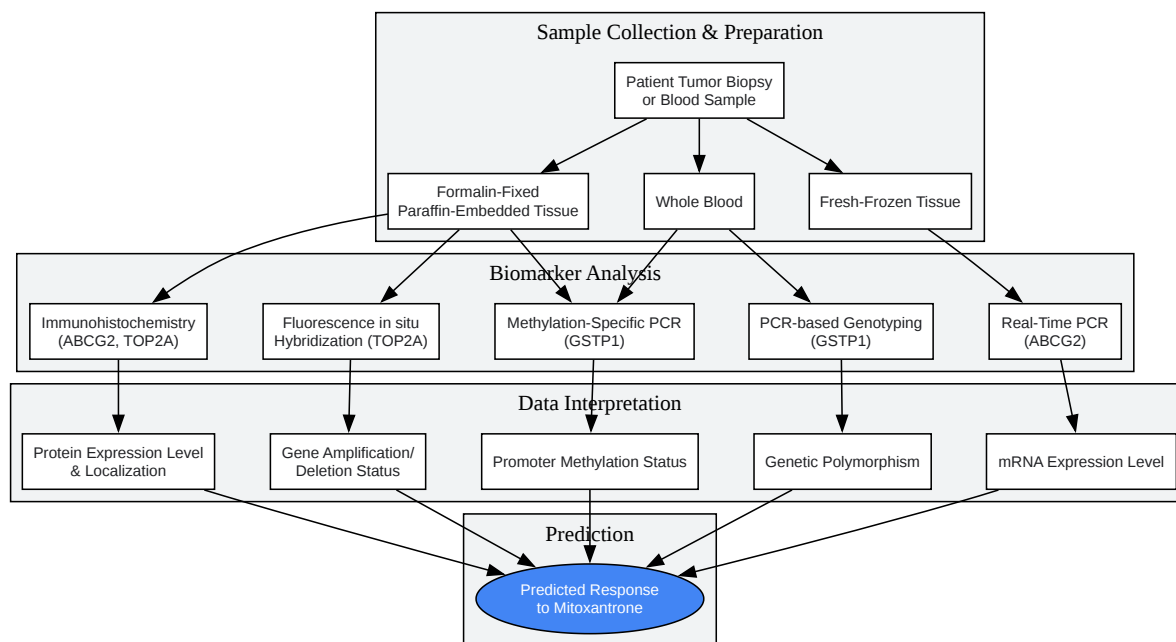 Sample Collection & Preparation
Patient Tumor Biopsy
or Blood Sample
Formalin-Fixed
Paraffin-Embedded Tissue
Whole Blood
Fresh-Frozen Tissue
Biomarker Analysis
Immunohistochemistry
(ABCG2, TOP2A)
Fluorescence in situ
Hybridization (TOP2A)
Methylation-Specific PCR
(GSTP1)
PCR-based Genotyping
(GSTP1)
Real-Time PCR
(ABCG2)
Data Interpretation
Protein Expression Level
& Localization
Gene Amplification/
Deletion Status
Promoter Methylation Status
Genetic Polymorphism
mRNA Expression Level
Prediction
Predicted Response
to Mitoxantrone